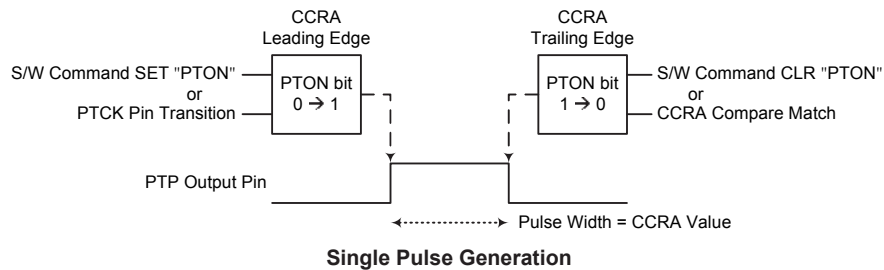 CCRA
Leading Edge
S/W Command SET "PTON"
or
PTCK Pin Transition
PTON bit
0 → 1
CCRA
Trailing Edge
PTON bit
1 → 0
S/W Command CLR "PTON"
or
CCRA Compare Match
PTP Output Pin
Pulse Width = CCRA Value
Single Pulse Generation